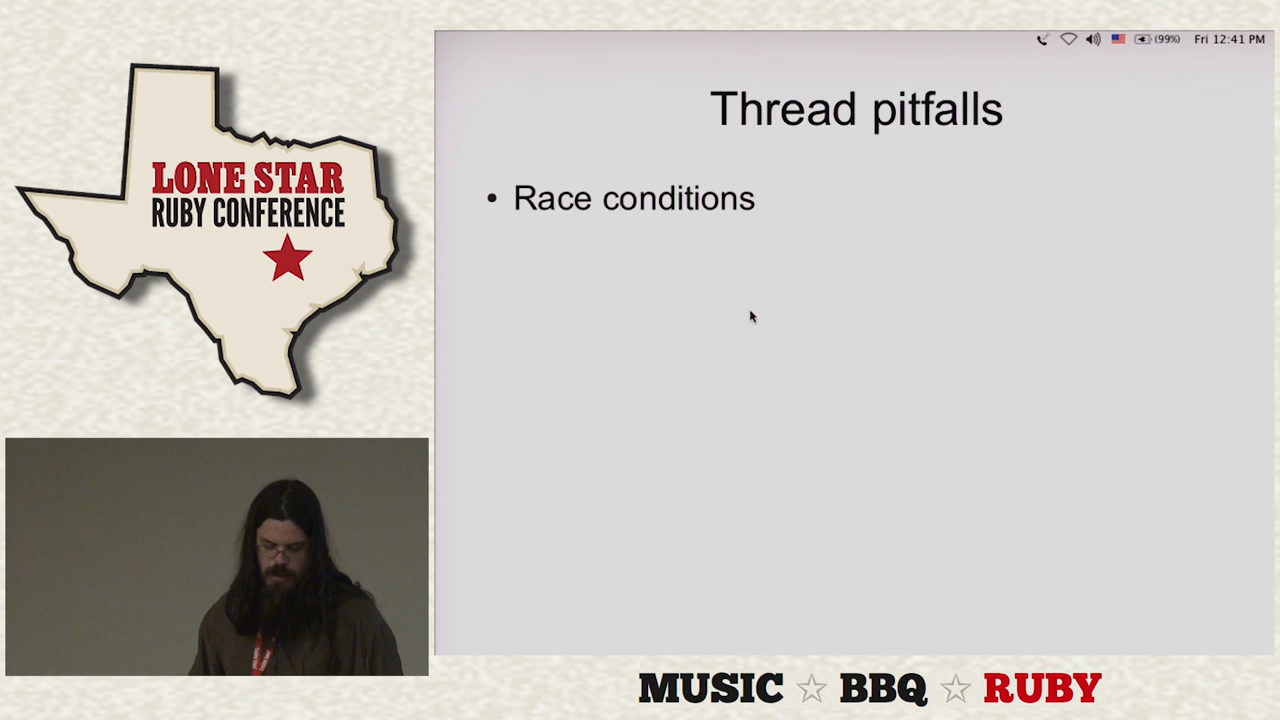 LONE STAR
RUBY CONFERENCE
(99%) Fri 12:41 PM
Thread pitfalls
• Race conditions
MUSIC ☆ BBQ ☆ RUBY